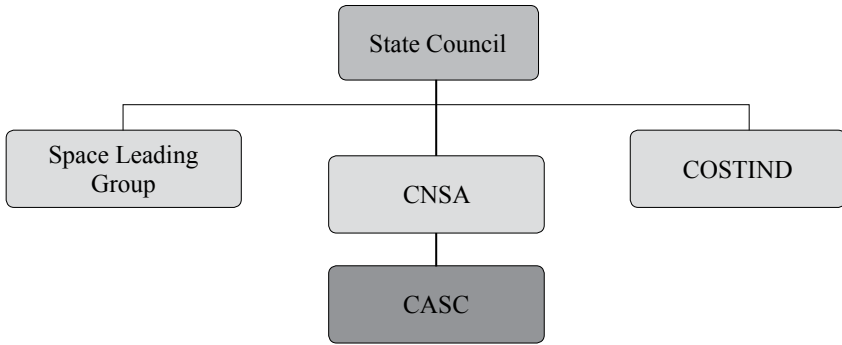 State Council
Space Leading
Group
CNSA
COSTIND
CASC